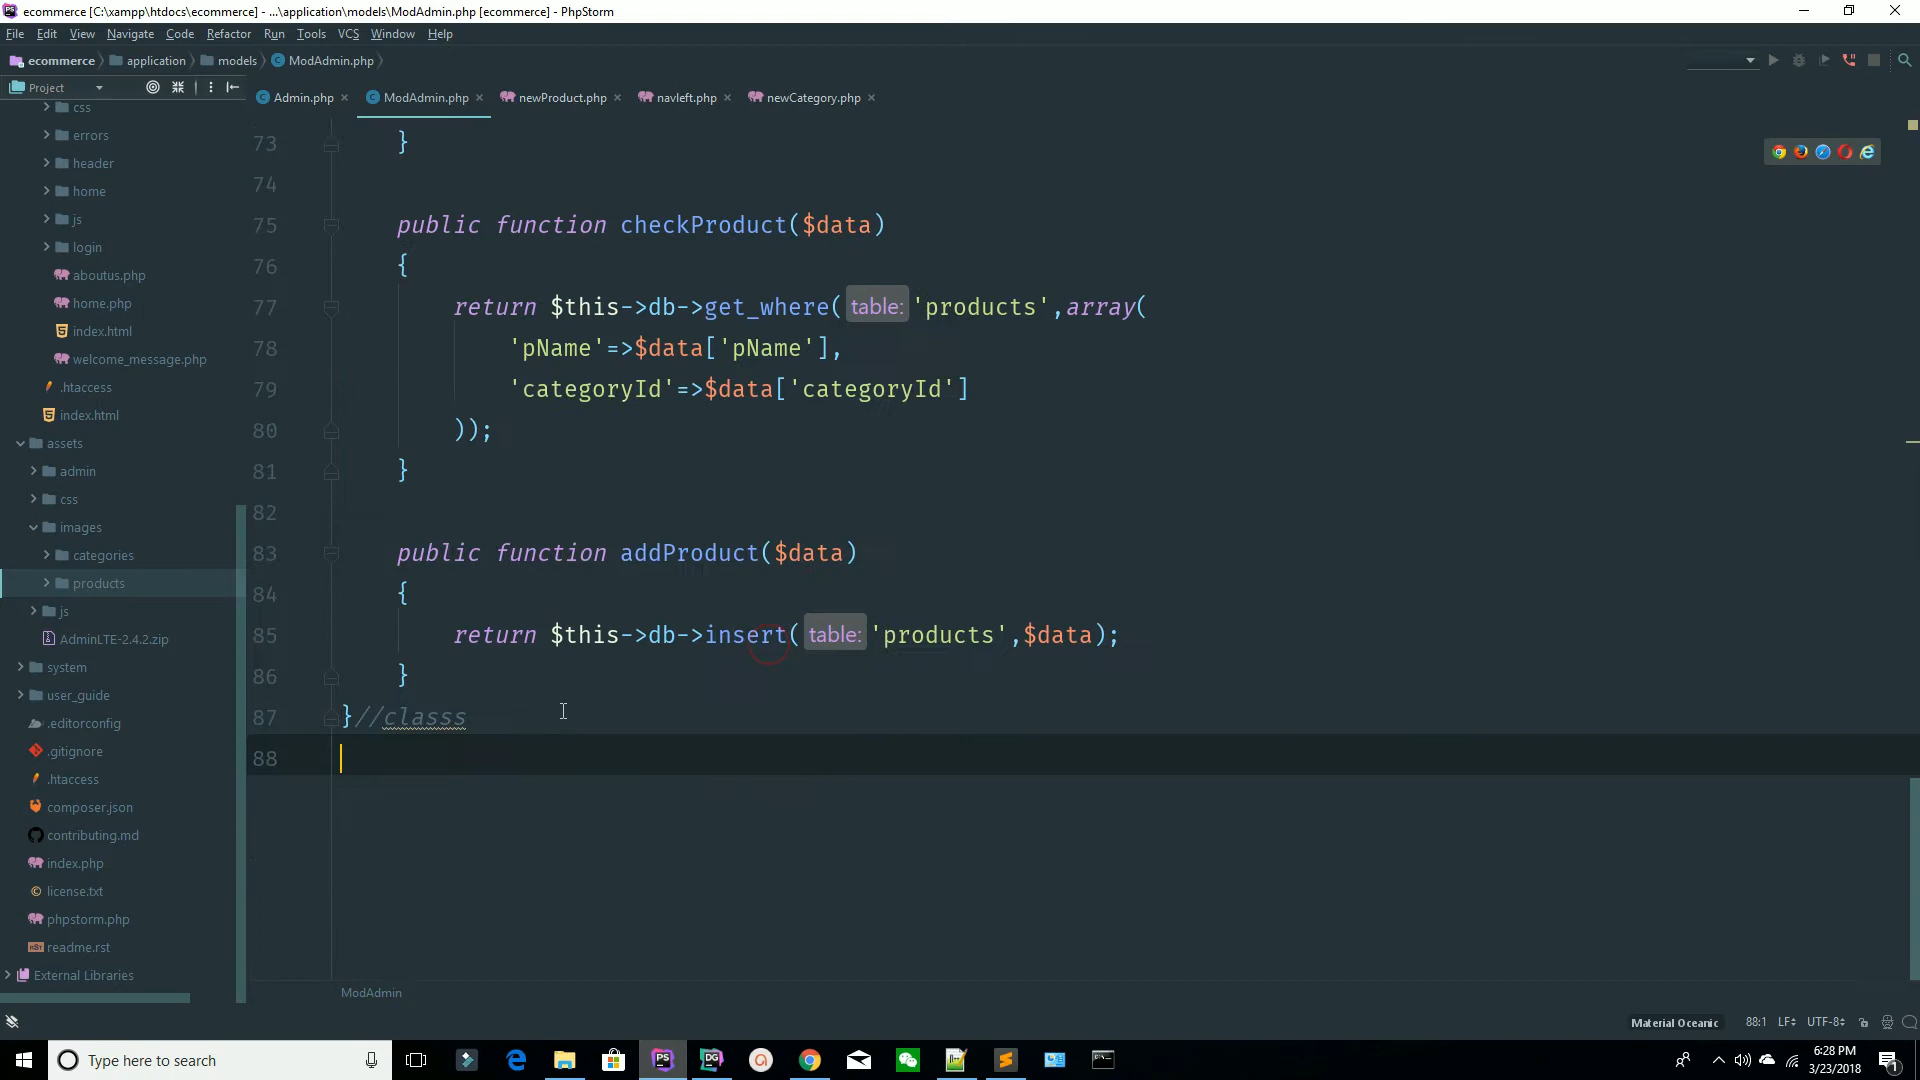 ecommerce [C:\xampp\htdocs\ecommerce] - ...\application\models\ModAdmin.php [ecommerce] - PhpStorm
File Edit View Navigate Code Refactor Run Tools VCS Window Help
ecommerce application models ModAdmin.php
Project
Admin.php ModAdmin.php newProduct.php navleft.php newCategory.php
css
errors
header
home
js
login
aboutus.php
home.php
index.html
welcome_message.php
.htaccess
index.html
assets
admin
css
images
categories
products
js
AdminLTE-2.4.2.zip
system
user_guide
.editorconfig
.gitignore
.htaccess
composer.json
contributing.md
index.php
license.txt
phpstorm.php
readme.rst
External Libraries
73 }
74
75 public function checkProduct($data)
76 {
77 return $this->db->get_where( table: 'products',array(
78 'pName'=>$data['pName'],
79 'categoryId'=>$data['categoryId']
80 ));
81 }
82
83 public function addProduct($data)
84 {
85 return $this->db->insert( table: 'products',$data);
86 }
87 }//classs
88
ModAdmin
Material Oceanic 88:1 LF UTF-8
Type here to search
6:28 PM
3/23/2018